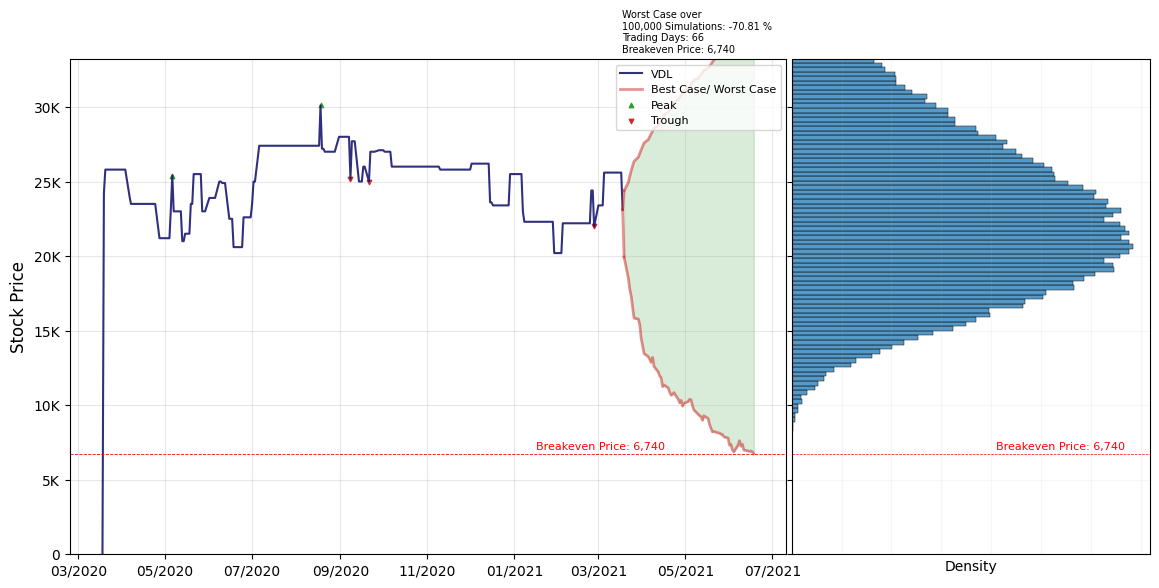 Worst Case over
100,000 Simulations: -70.81 %
Trading Days: 66
Breakeven Price: 6,740
VDL
Best Case/ Worst Case
Peak
Trough
Stock Price
30K
25K
20K
15K
10K
5K
0
Breakeven Price: 6,740
Breakeven Price: 6,740
03/2020 05/2020 07/2020 09/2020 11/2020 01/2021 03/2021 05/2021 07/2021
Density